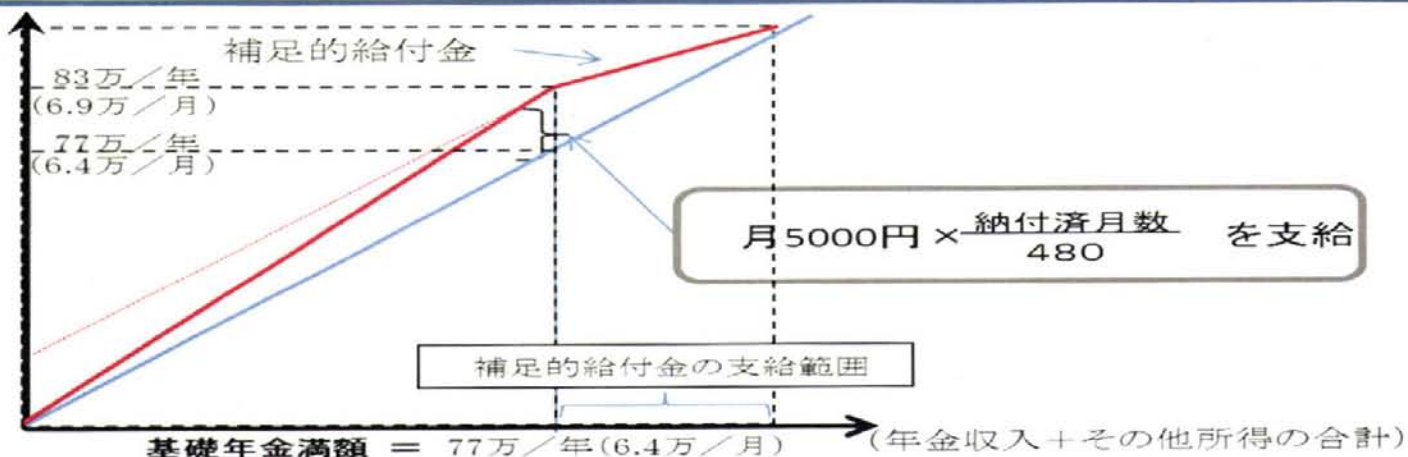 補足的給付金
83万／年
(6.9万／月)
77万／年
(6.4万／月)
月5000円 × 納付済月数
480
を支給
補足的給付金の支給範囲
基礎年金満額 ＝ 77万／年(6.4万／月)
(年金収入＋その他所得の合計)